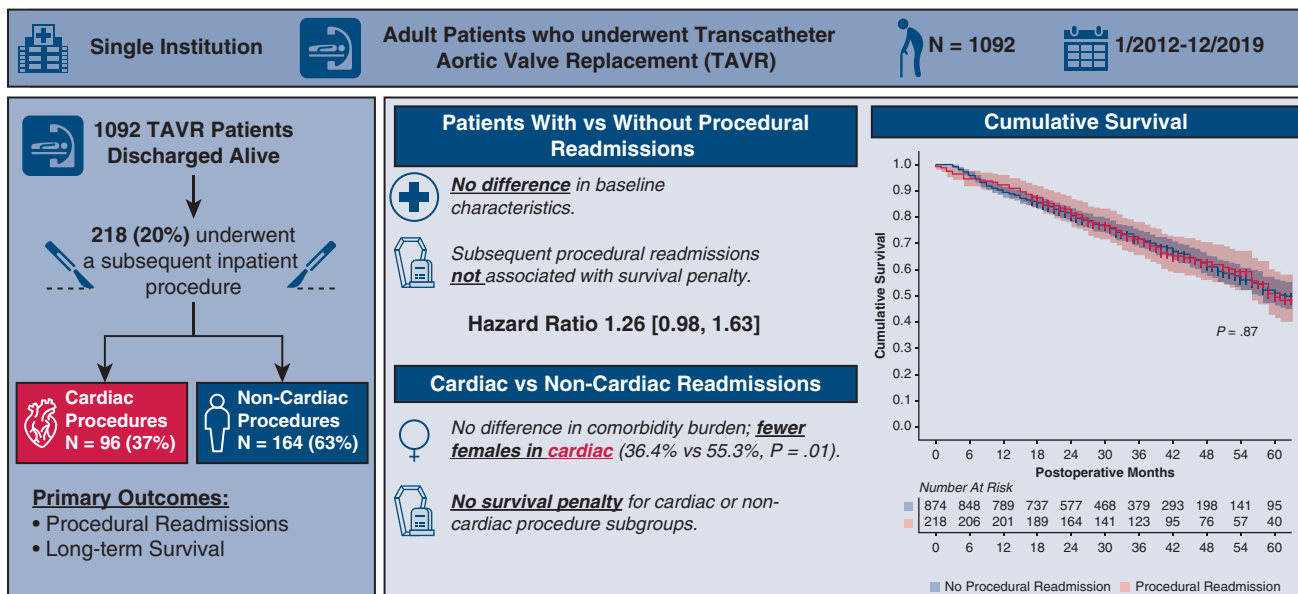 Single Institution
Adult Patients who underwent Transcatheter
Aortic Valve Replacement (TAVR)
N = 1092
1/2012-12/2019
1092 TAVR Patients
Discharged Alive
218 (20%) underwent
a subsequent inpatient
procedure
Cardiac
Procedures
N = 96 (37%)
Non-Cardiac
Procedures
N = 164 (63%)
Primary Outcomes:
• Procedural Readmissions
• Long-term Survival
Patients With vs Without Procedural
Readmissions
No difference in baseline
characteristics.
Subsequent procedural readmissions
not associated with survival penalty.
Hazard Ratio 1.26 [0.98, 1.63]
Cardiac vs Non-Cardiac Readmissions
No difference in comorbidity burden; fewer
females in cardiac (36.4% vs 55.3%, P = .01).
No survival penalty for cardiac or non-
cardiac procedure subgroups.
Cumulative Survival
Cumulative Survival
1.0
0.9
0.8
0.7
0.6
0.5
0.4
0.3
0.2
0.1
0.0
P = .87
0 6 12 18 24 30 36 42 48 54 60
Postoperative Months
Number At Risk
874 848 789 737 577 468 379 293 198 141 95
218 206 201 189 164 141 123 95 76 57 40
0 6 12 18 24 30 36 42 48 54 60
No Procedural Readmission Procedural Readmission